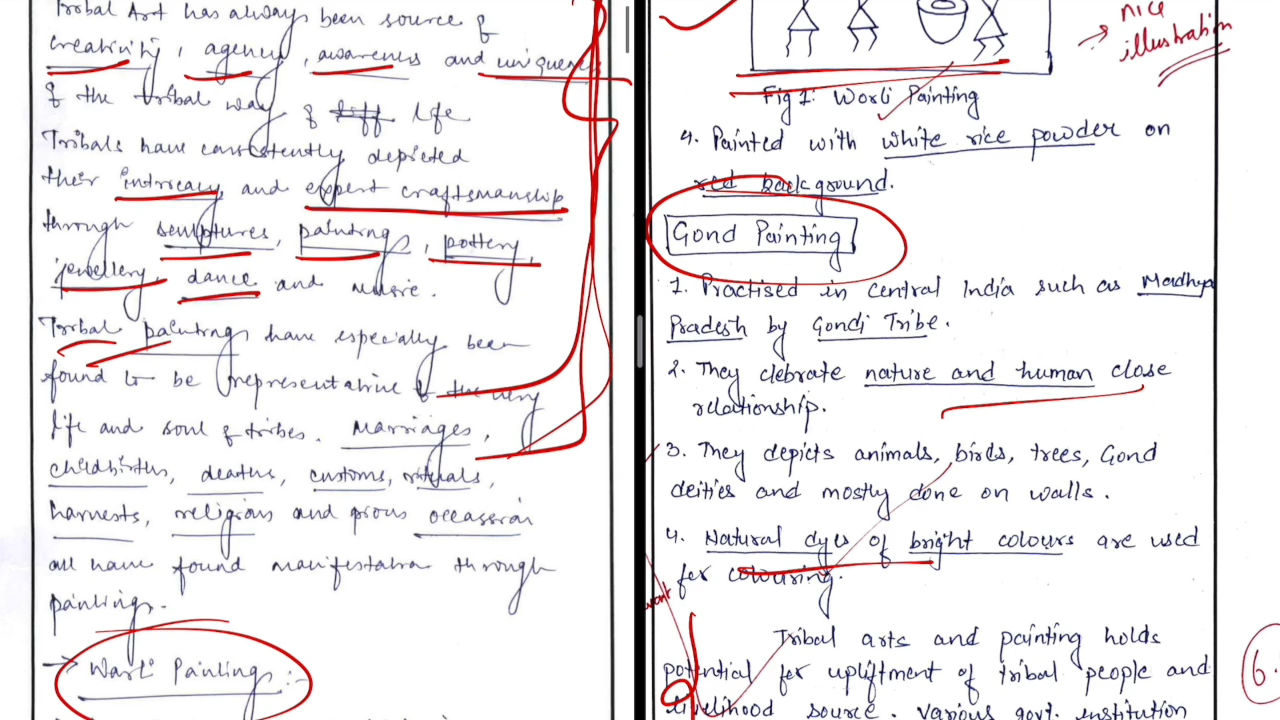 Tribal Art has always been source of
creativity, agency, awareness and uniqueness
of the tribal way of life
Tribals have consistently depicted
their intricacy and expert craftsmanship
through sculptures, painting, pottery,
jewellery, dance and music.
Tribal paintings have especially been
found to be representative of the very
life and soul of tribes. Marriages,
childbirths, deaths, customs, rituals,
harvests, religious and pious occassion
all have found manifestation through
paintings.
→ Warli Paintings :-
nice
illustration
Fig 1: Worli Painting
4. Painted with white rice powder on
red background.
Gond Painting
1. Practised in central India such as Madhya
Pradesh by Gondi Tribe.
2. They clebrate nature and human close
relationship.
3. They depicts animals, birds, trees, Gond
deities and mostly done on walls.
4. Natural dyes of bright colours are used
for colouring.
Tribal arts and painting holds
potential for upliftment of tribal people and
livelihood source. Various govt. institution
6.